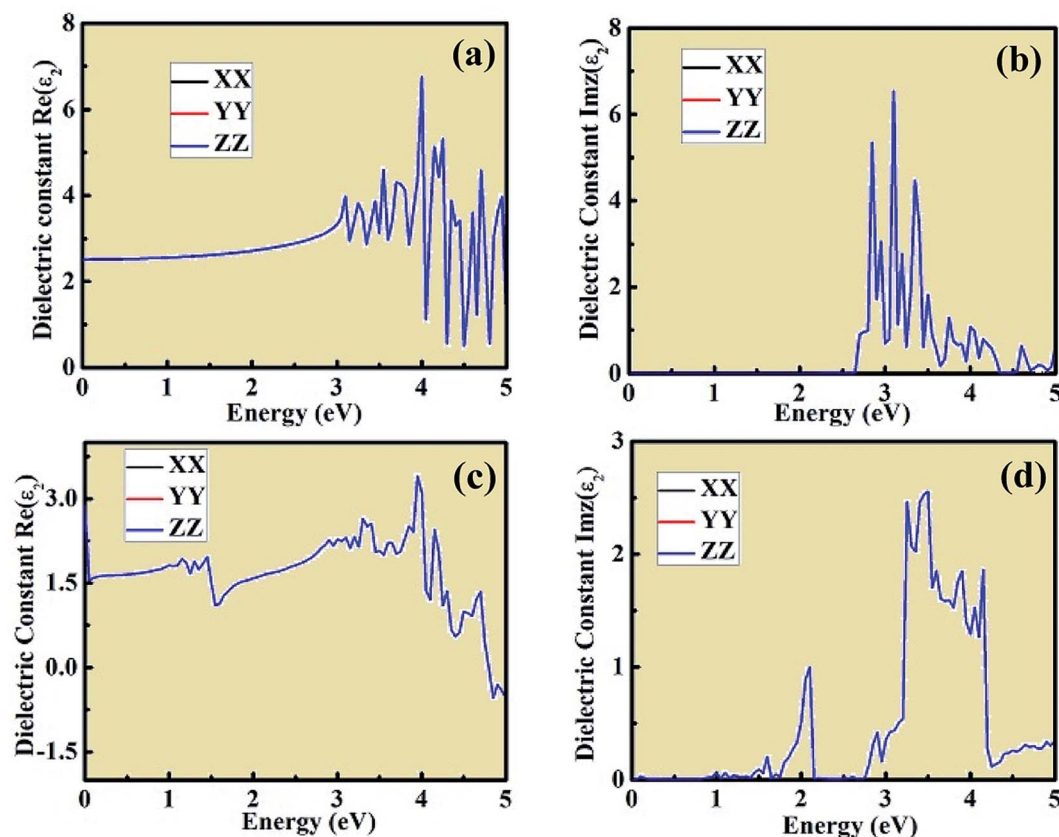 (a)
XX
YY
ZZ
Dielectric constant Re(ε₂)
8
6
4
2
0
0 1 2 3 4 5
Energy (eV)
(b)
XX
YY
ZZ
Dielectric Constant Imz(ε₂)
8
6
4
2
0
0 1 2 3 4 5
Energy (eV)
(c)
XX
YY
ZZ
Dielectric Constant Re(ε₂)
3.0
1.5
0.0
-1.5
0 1 2 3 4 5
Energy (eV)
(d)
XX
YY
ZZ
Dielectric Constant Imz(ε₂)
3
2
1
0
0 1 2 3 4 5
Energy (eV)